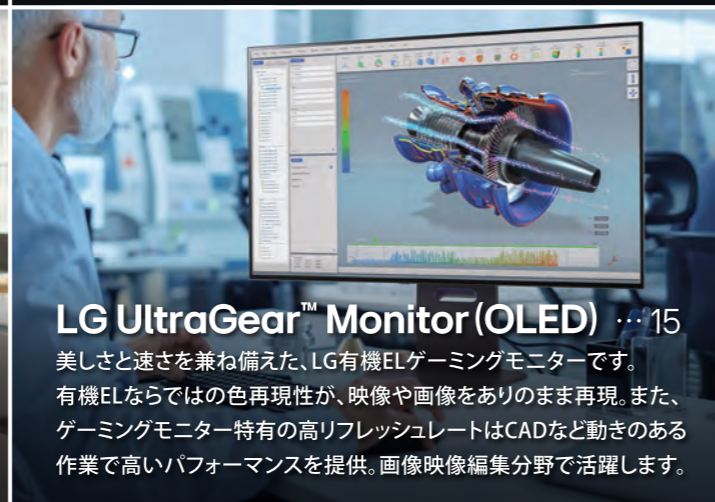 LG UltraGear™ Monitor(OLED) …15
美しさと速さを兼ね備えた、LG有機ELゲーミングモニターです。
有機ELならではの色再現性が、映像や画像をありのまま再現。また、
ゲーミングモニター特有の高リフレッシュレートはCADなど動きのある
作業で高いパフォーマンスを提供。画像映像編集分野で活躍します。